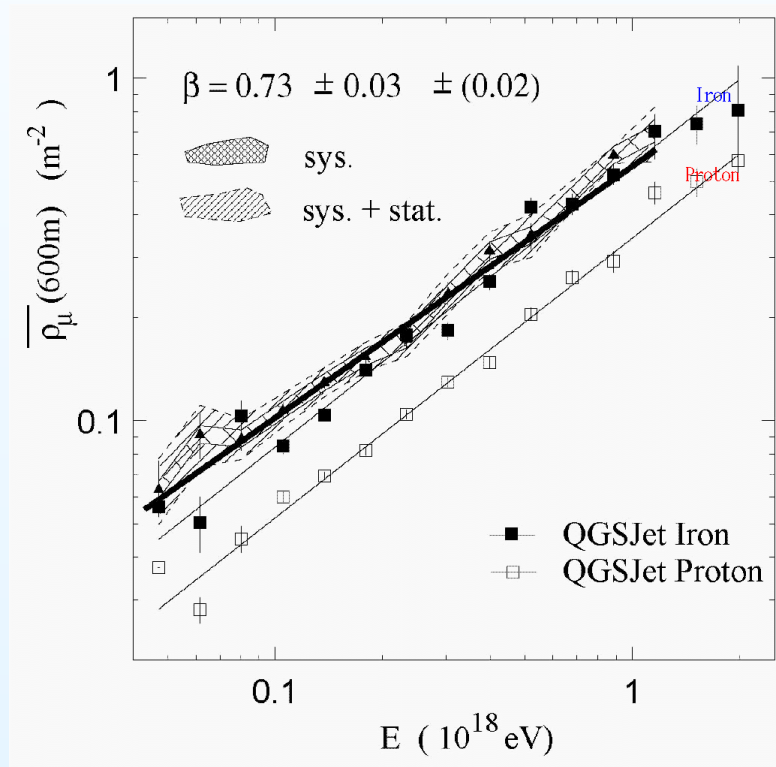 β = 0.73 ± 0.03 ± (0.02)
sys.
sys. + stat.
Iron
Proton
QGSJet Iron
QGSJet Proton
1
0.1
0.1
1
ρ̅μ (600m) (m⁻²)
E ( 10¹⁸ eV)